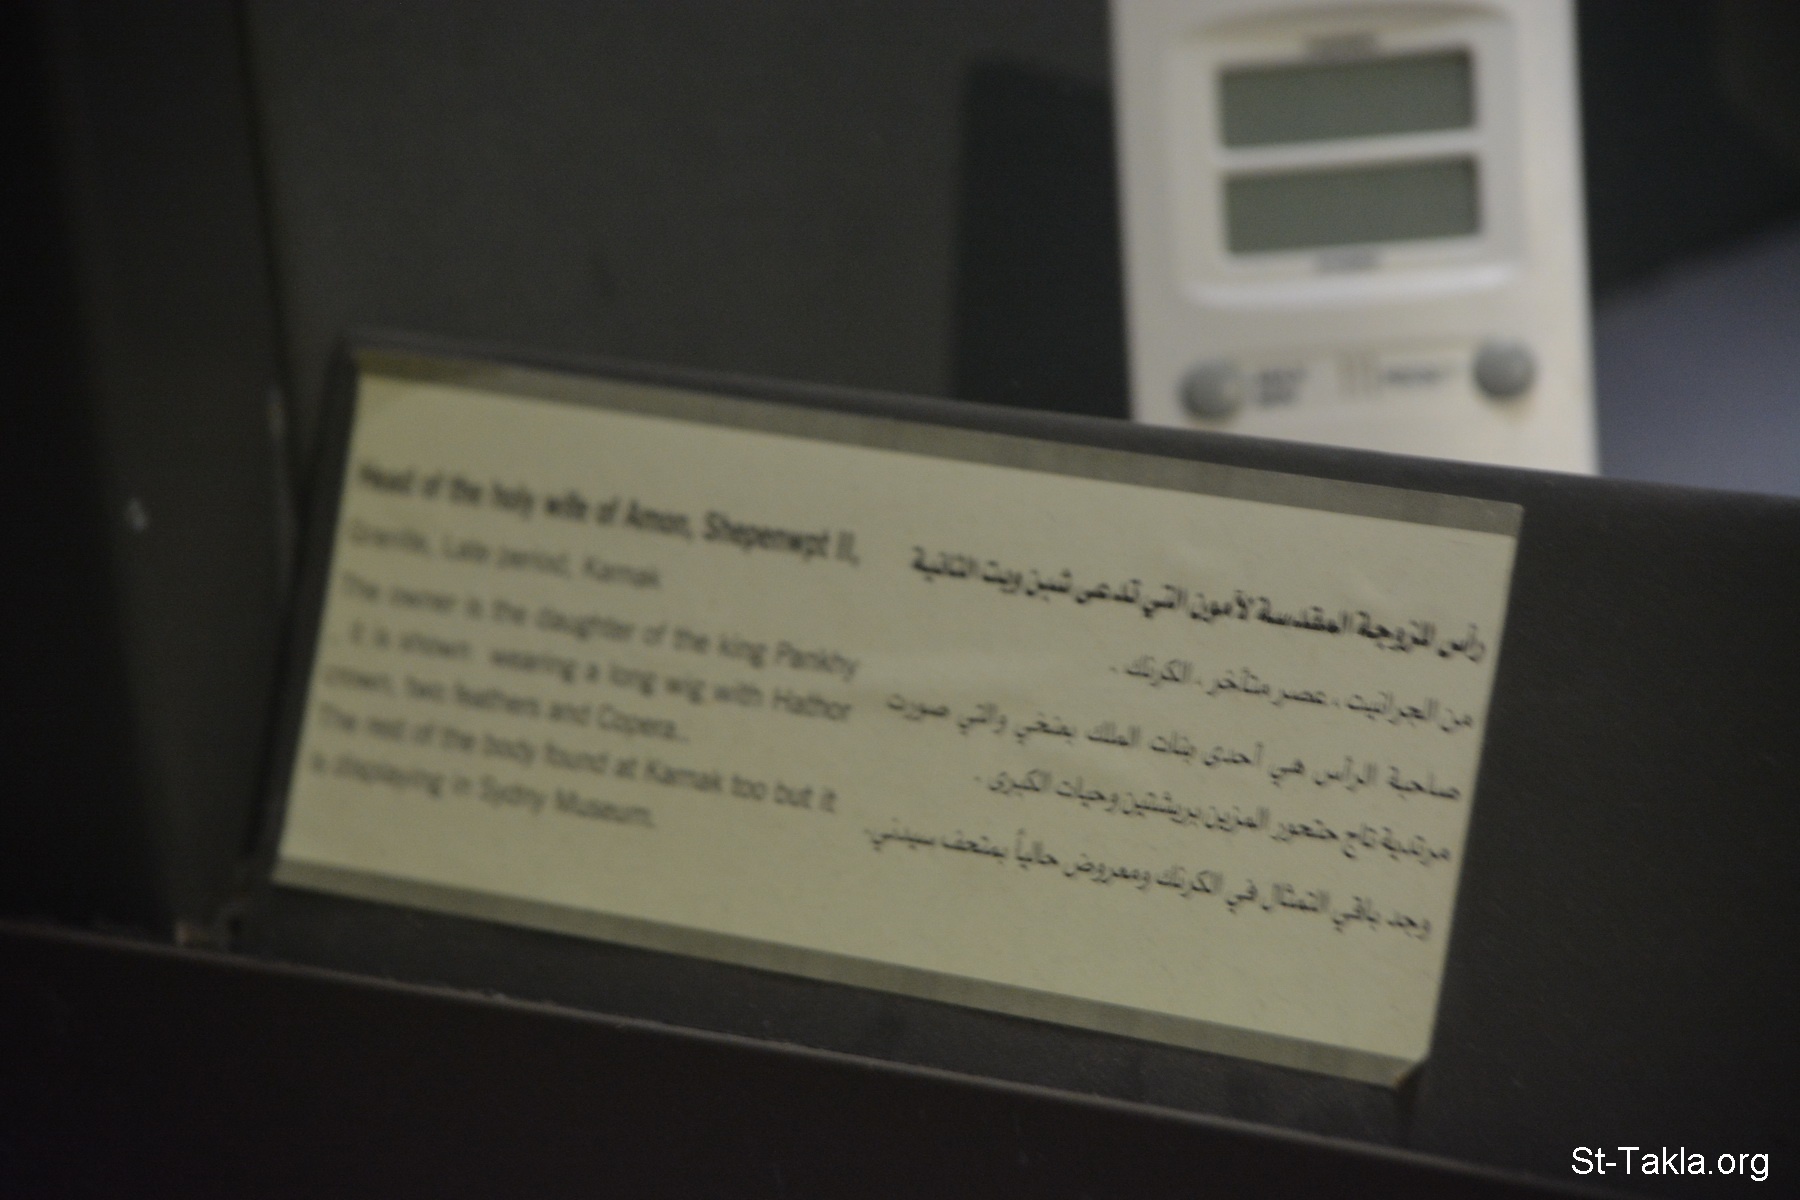 Head of the holy wife of Amon, Shepenwpt II,
Granite, Late period, Karnak
The owner is the daughter of the king Pankhy
. it is shown wearing a long wig with Hathor
crown, two feathers and Copera..
The rest of the body found at Karnak too but it
is displaying in Sydny Museum.
رأس الزوجة المقدسة لأمون التي تدعى شبن وبت الثانية
من الجرانيت ، عصر متأخر ، الكرنك .
صاحبة الرأس هي أحدى بنات الملك بعنخي والتي صورت
مرتدية تاج حتحور المزين بريشتين وحيات الكبرى .
وجد باقي التمثال في الكرنك ومعروض حالياً بمتحف سيدني.
St-Takla.org